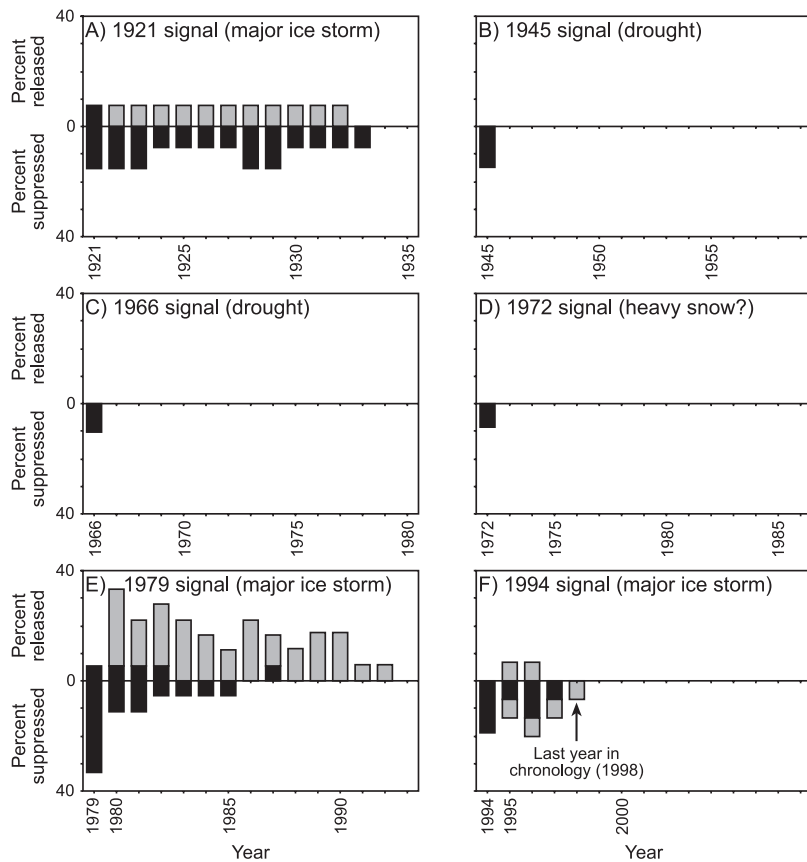 A) 1921 signal (major ice storm)
40
Percent released
0
Percent suppressed
40
1921
1925
1930
1935
B) 1945 signal (drought)
1945
1950
1955
C) 1966 signal (drought)
40
Percent released
0
Percent suppressed
40
1966
1970
1975
1980
D) 1972 signal (heavy snow?)
1972
1975
1980
1985
E) 1979 signal (major ice storm)
40
Percent released
0
Percent suppressed
40
1979
1980
1985
1990
Year
F) 1994 signal (major ice storm)
Last year in
chronology (1998)
1994
1995
2000
Year